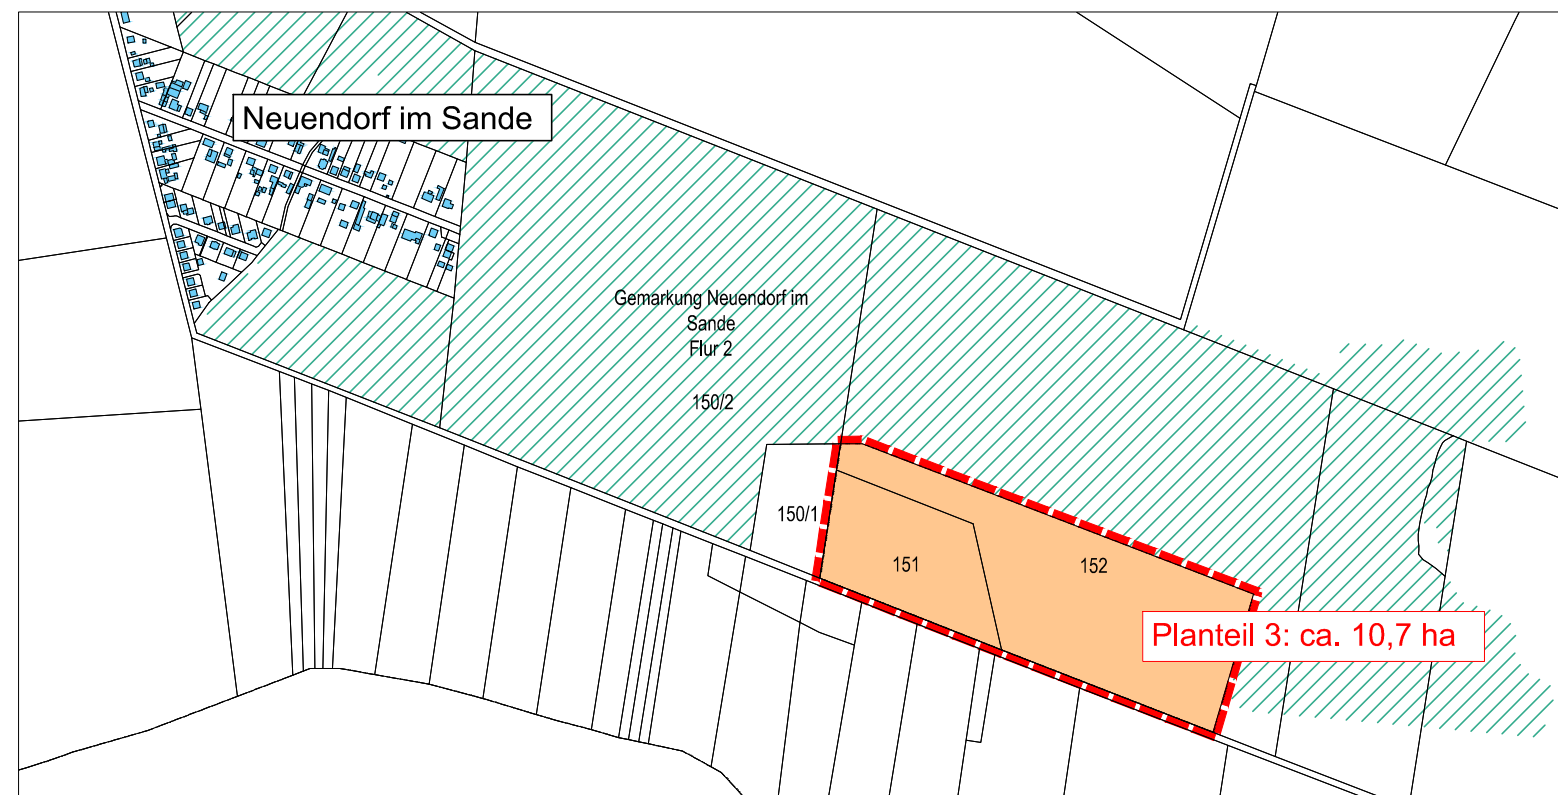 Neuendorf im Sande
Gemarkung Neuendorf im
Sande
Flur 2
150/2
150/1
151
152
Planteil 3: ca. 10,7 ha